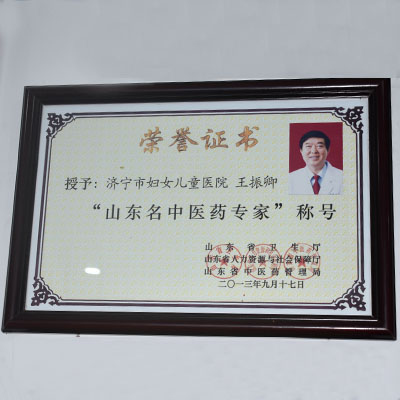 荣誉证书
授予：济宁市妇女儿童医院 王振卿
“山东名中医药专家”称号
山东省卫生厅
山东省人力资源与社会保障厅
山东省中医药管理局
二〇一三年九月十七日